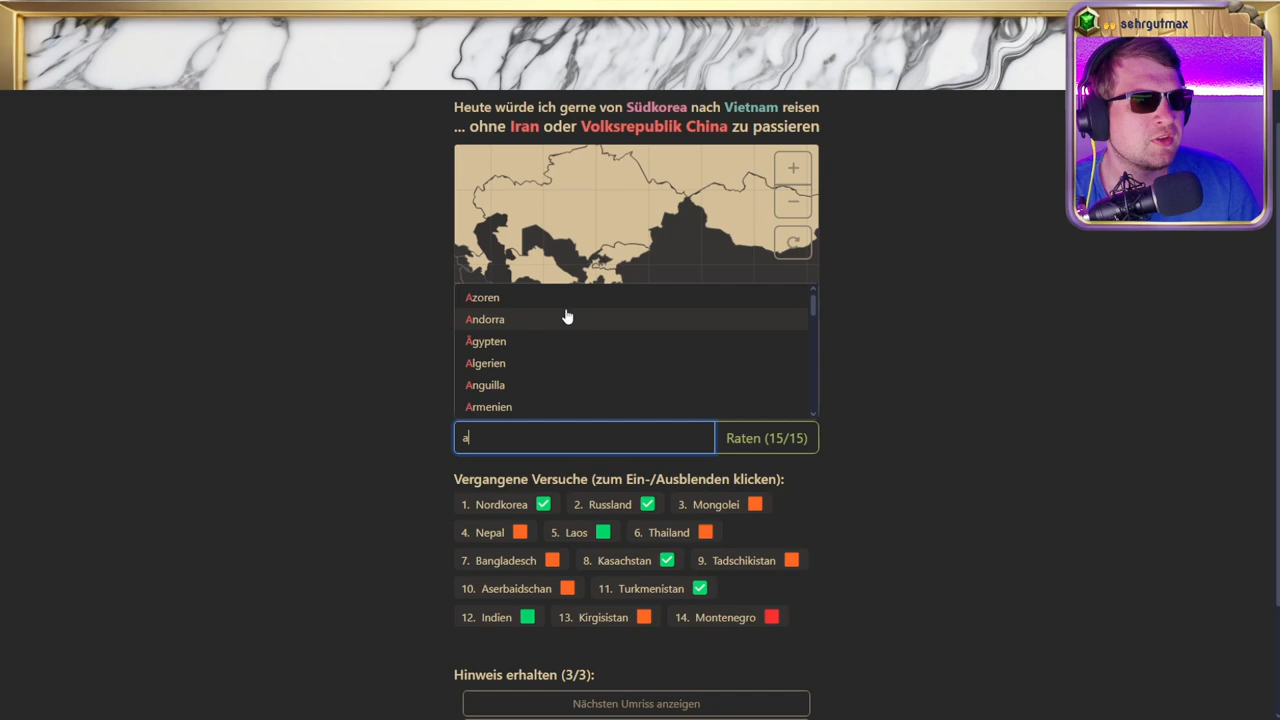 sehrgutmax
Heute würde ich gerne von Südkorea nach Vietnam reisen
... ohne Iran oder Volksrepublik China zu passieren
+
−
Azoren
Andorra
Ägypten
Algerien
Anguilla
Armenien
a
Raten (15/15)
Vergangene Versuche (zum Ein-/Ausblenden klicken):
1. Nordkorea 2. Russland 3. Mongolei
4. Nepal 5. Laos 6. Thailand
7. Bangladesch 8. Kasachstan 9. Tadschikistan
10. Aserbaidschan 11. Turkmenistan
12. Indien 13. Kirgisistan 14. Montenegro
Hinweis erhalten (3/3):
Nächsten Umriss anzeigen